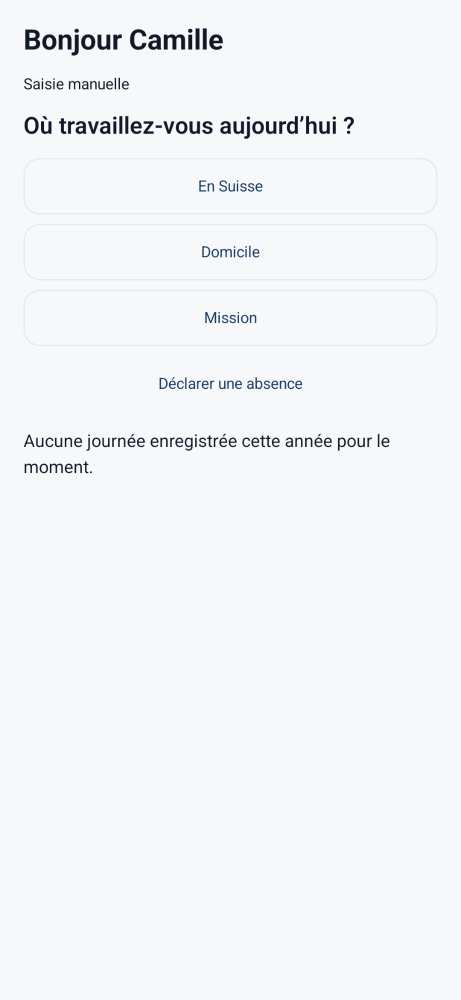 Bonjour Camille
Saisie manuelle
Où travaillez-vous aujourd’hui ?
En Suisse
Domicile
Mission
Déclarer une absence
Aucune journée enregistrée cette année pour le
moment.